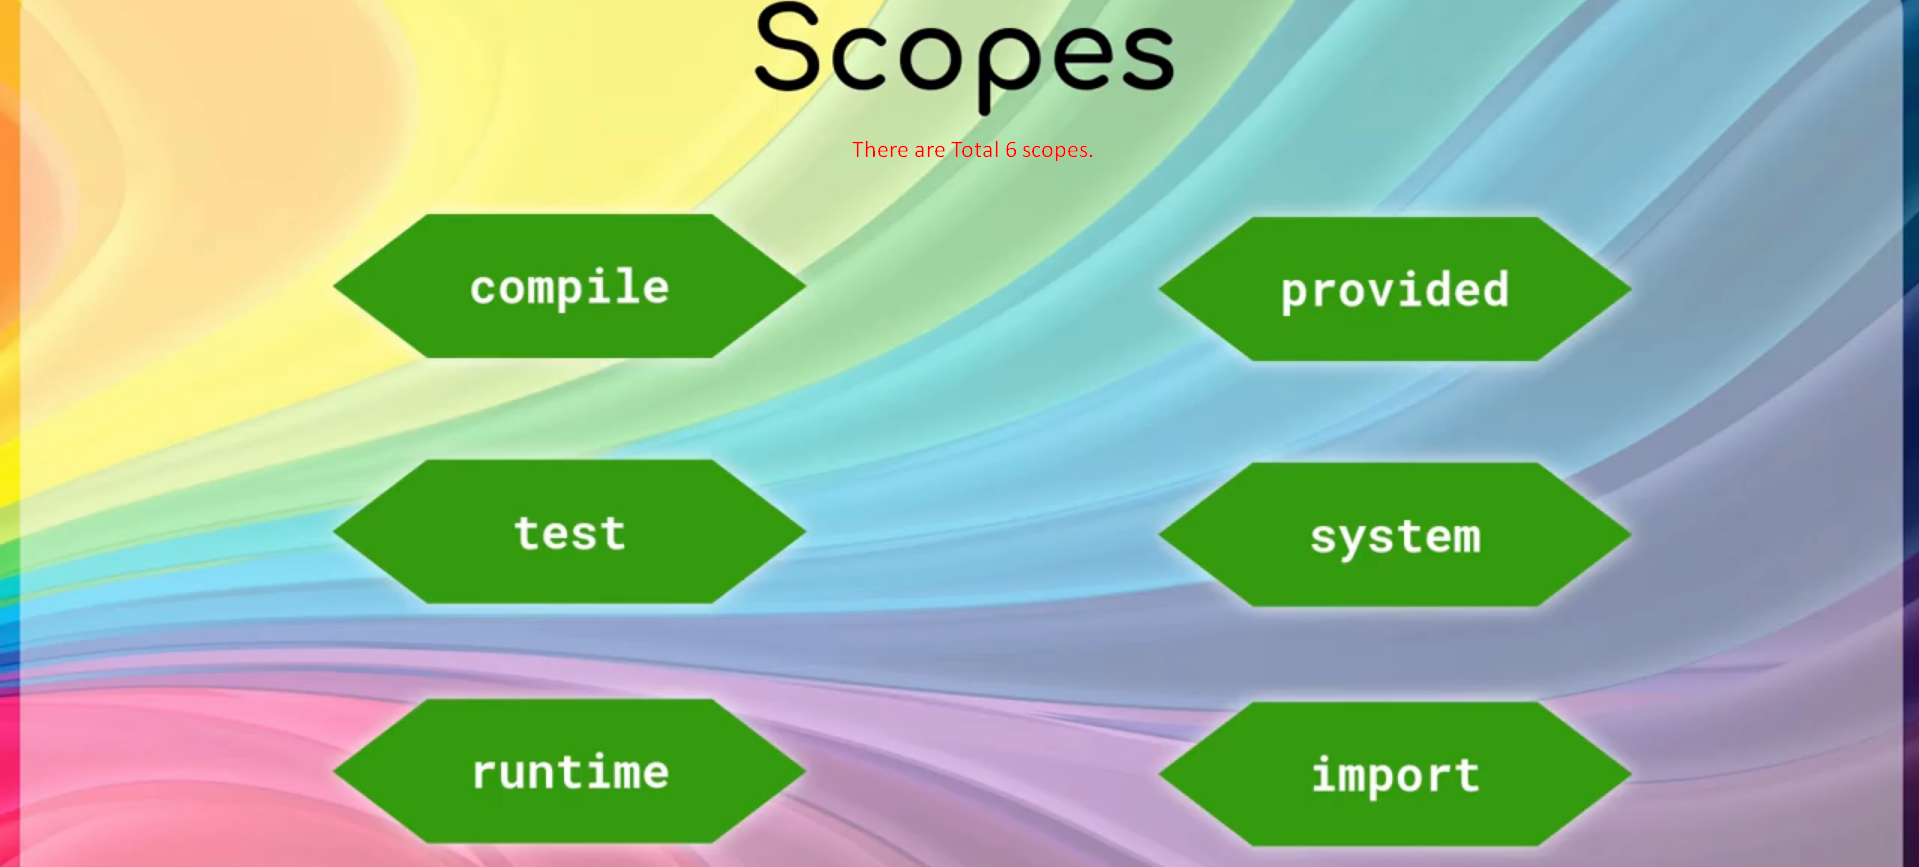 Scopes
There are Total 6 scopes.
compile
provided
test
system
runtime
import